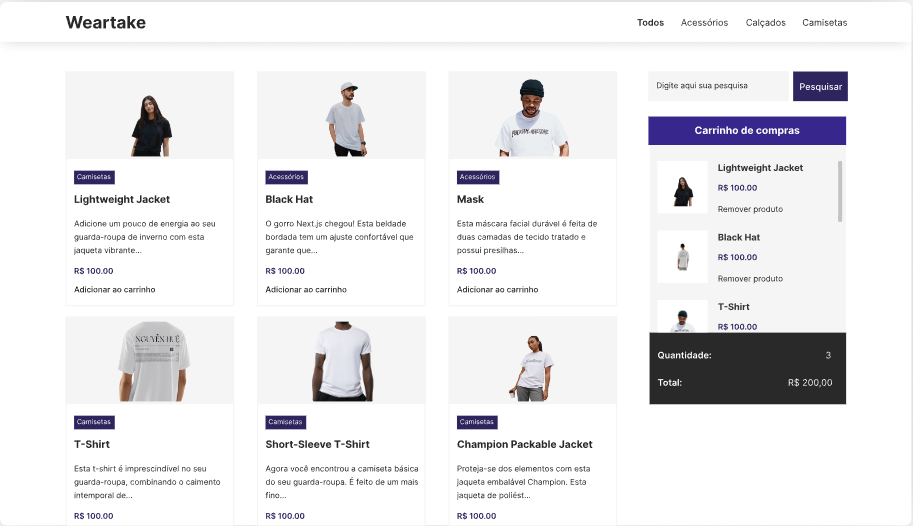 Weartake
Todos Acessórios Calçados Camisetas
Camisetas
Lightweight Jacket
Adicione um pouco de energia ao seu
guarda-roupa de inverno com esta
jaqueta vibrante...
R$ 100.00
Adicionar ao carrinho
Acessórios
Black Hat
O gorro Next.js chegou! Esta beldade
bordada tem um ajuste confortável que
garante que...
R$ 100.00
Adicionar ao carrinho
Acessórios
Mask
Esta máscara facial durável é feita de
duas camadas de tecido tratado e
possui presilhas...
R$ 100.00
Adicionar ao carrinho
NGUYÊN HUÊ
Camisetas
T-Shirt
Esta t-shirt é imprescindível no seu
guarda-roupa, combinando o caimento
intemporal de...
R$ 100.00
Camisetas
Short-Sleeve T-Shirt
Agora você encontrou a camiseta básica
do seu guarda-roupa. É feito de um mais
fino...
R$ 100.00
Camisetas
Champion Packable Jacket
Proteja-se dos elementos com esta
jaqueta embalável Champion. Esta
jaqueta de poliést...
R$ 100.00
Digite aqui sua pesquisa
Pesquisar
Carrinho de compras
Lightweight Jacket
R$ 100.00
Remover produto
Black Hat
R$ 100.00
Remover produto
T-Shirt
R$ 100.00
Quantidade: 3
Total: R$ 200,00